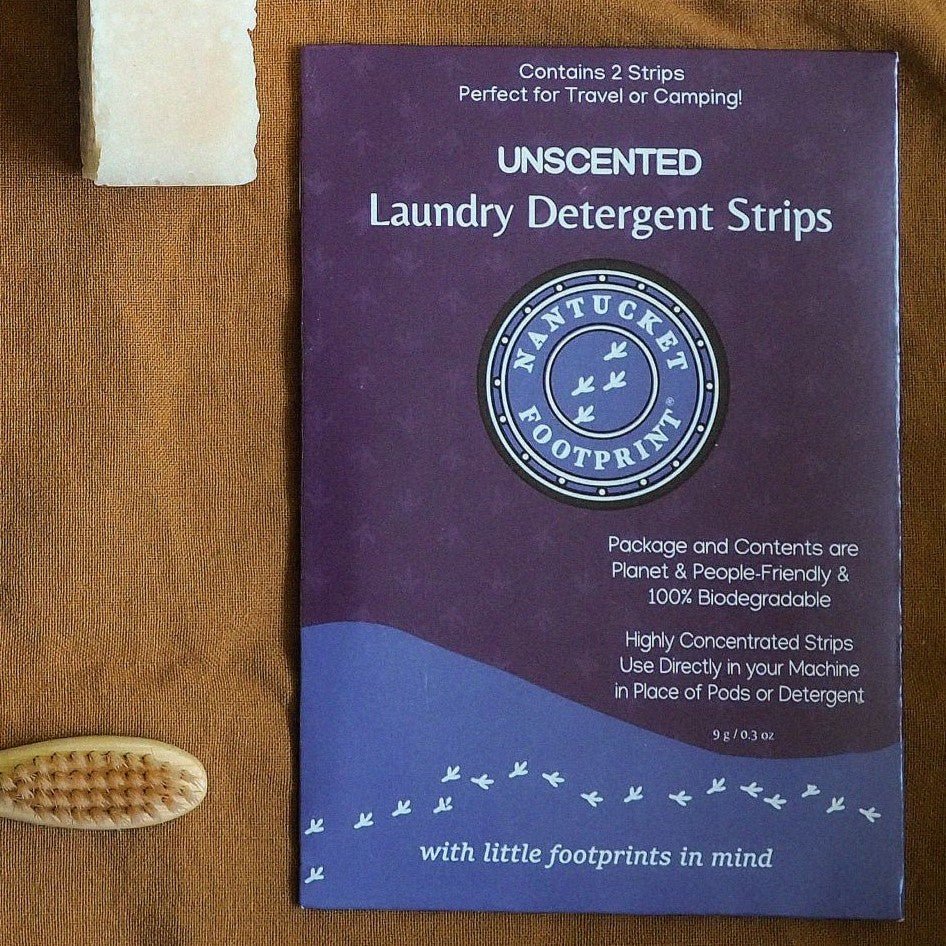 Contains 2 Strips
Perfect for Travel or Camping!
UNSCENTED
Laundry Detergent Strips
NANTUCKET
FOOTPRINT®
Package and Contents are
Planet & People-Friendly &
100% Biodegradable
Highly Concentrated Strips
Use Directly in your Machine
in Place of Pods or Detergent
9 g / 0.3 oz
with little footprints in mind